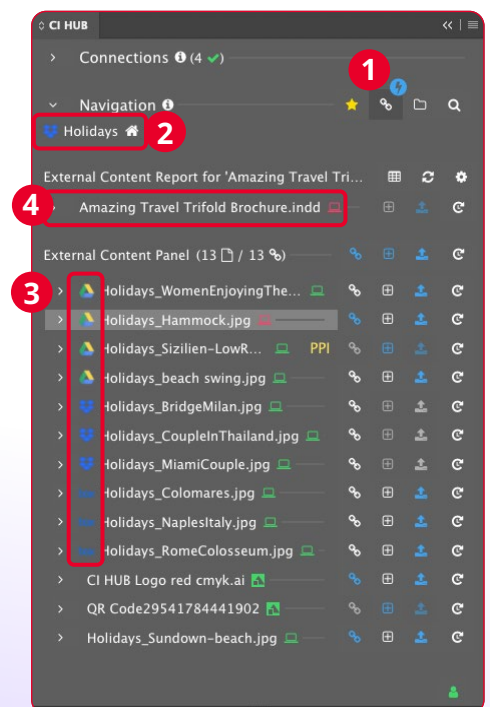 CI HUB
Connections (4 ✓)
1
Navigation
Holidays
2
External Content Report for 'Amazing Travel Tri...
4
Amazing Travel Trifold Brochure.indd
External Content Panel (13 / 13)
3
Holidays_WomenEnjoyingThe...
Holidays_Hammock.jpg
Holidays_Sizilien-LowR... PPI
Holidays_beach swing.jpg
Holidays_BridgeMilan.jpg
Holidays_CoupleInThailand.jpg
Holidays_MiamiCouple.jpg
Holidays_Colomares.jpg
Holidays_NaplesItaly.jpg
Holidays_RomeColosseum.jpg
CI HUB Logo red cmyk.ai
QR Code29541784441902
Holidays_Sundown-beach.jpg